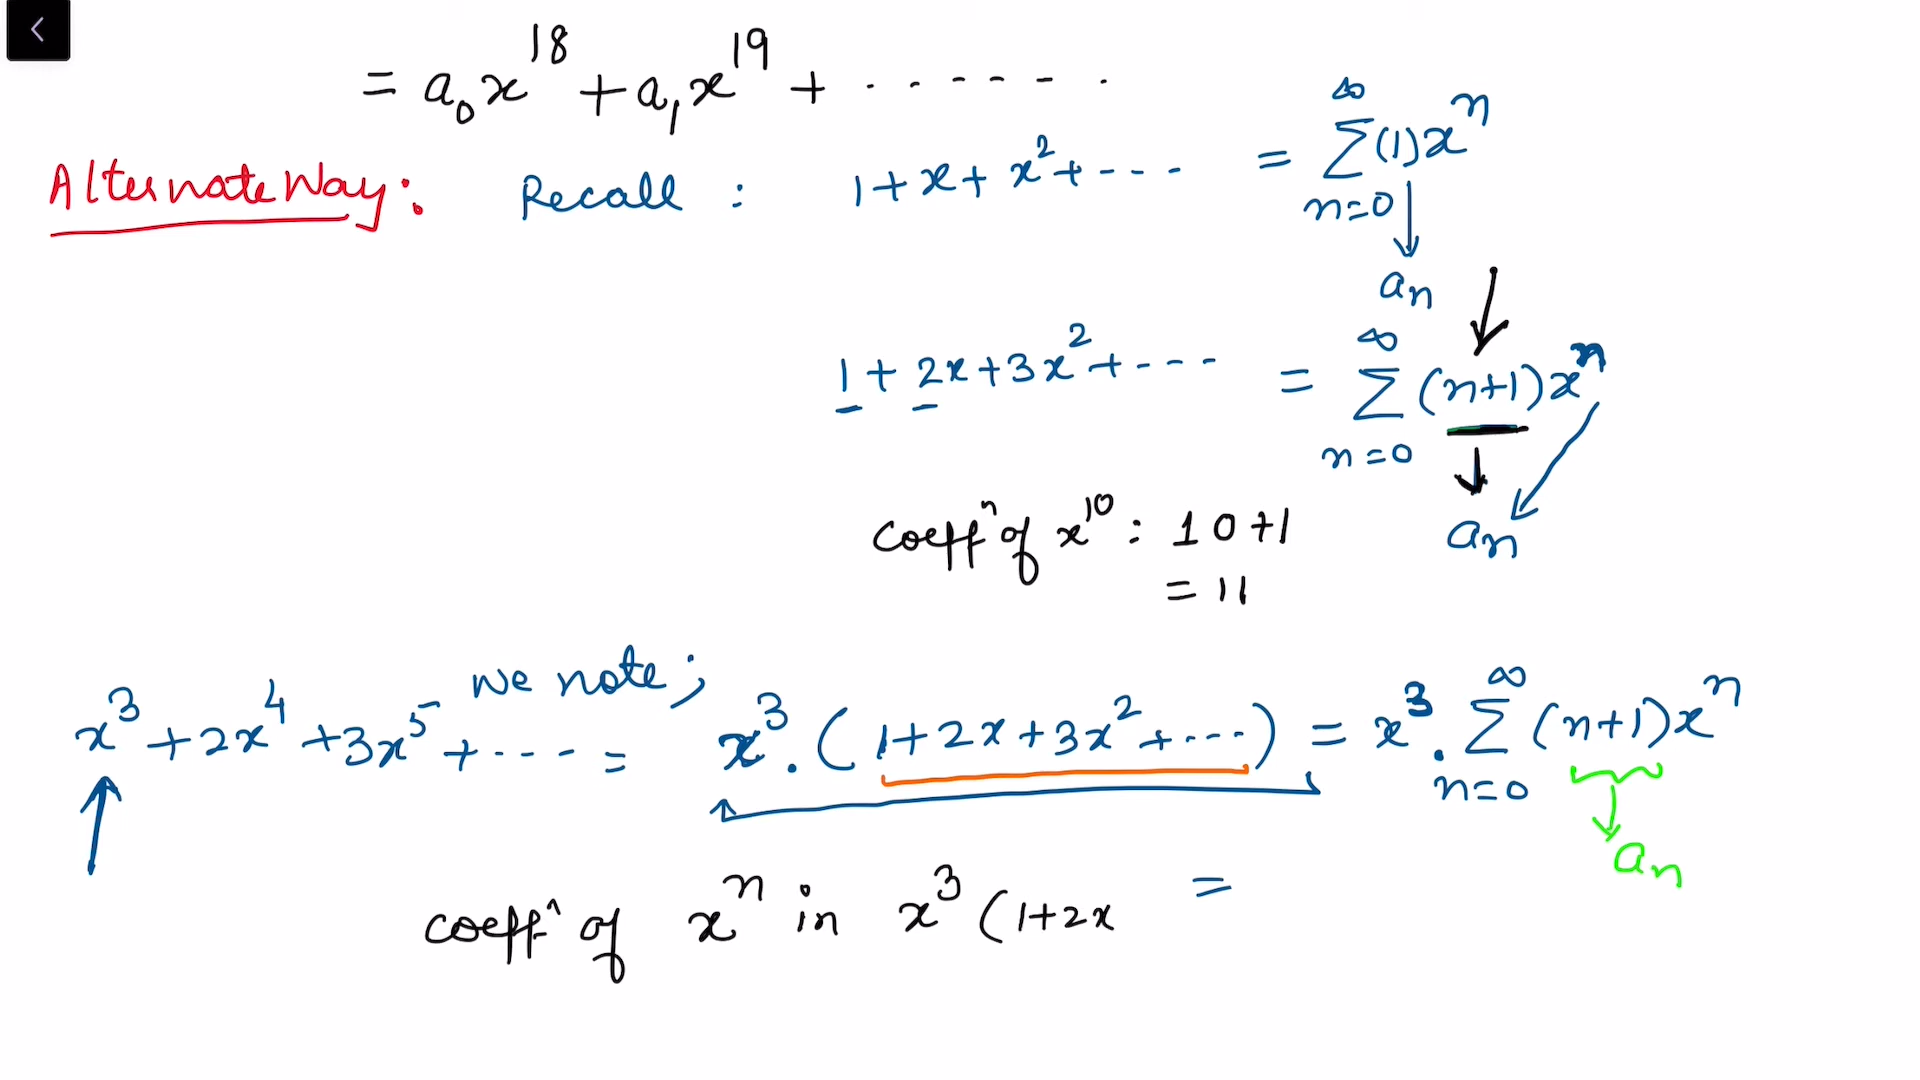 = a₀x¹⁸ + a₁x¹⁹ + - - - - - - -
Alternate Way: Recall : 1 + x + x² + - - - = ∑_{n=0}^{∞} (1)xⁿ
aₙ
1 + 2x + 3x² + - - - = ∑_{n=0}^{∞} (n+1)xⁿ
aₙ
coeffⁿ of x¹⁰ : 10+1
= 11
we note;
x³ + 2x⁴ + 3x⁵ + - - - - = x³ . (1 + 2x + 3x² + - - - -) = x³ . ∑_{n=0}^{∞} (n+1)xⁿ
aₙ
coeffⁿ of xⁿ in x³ (1+2x =